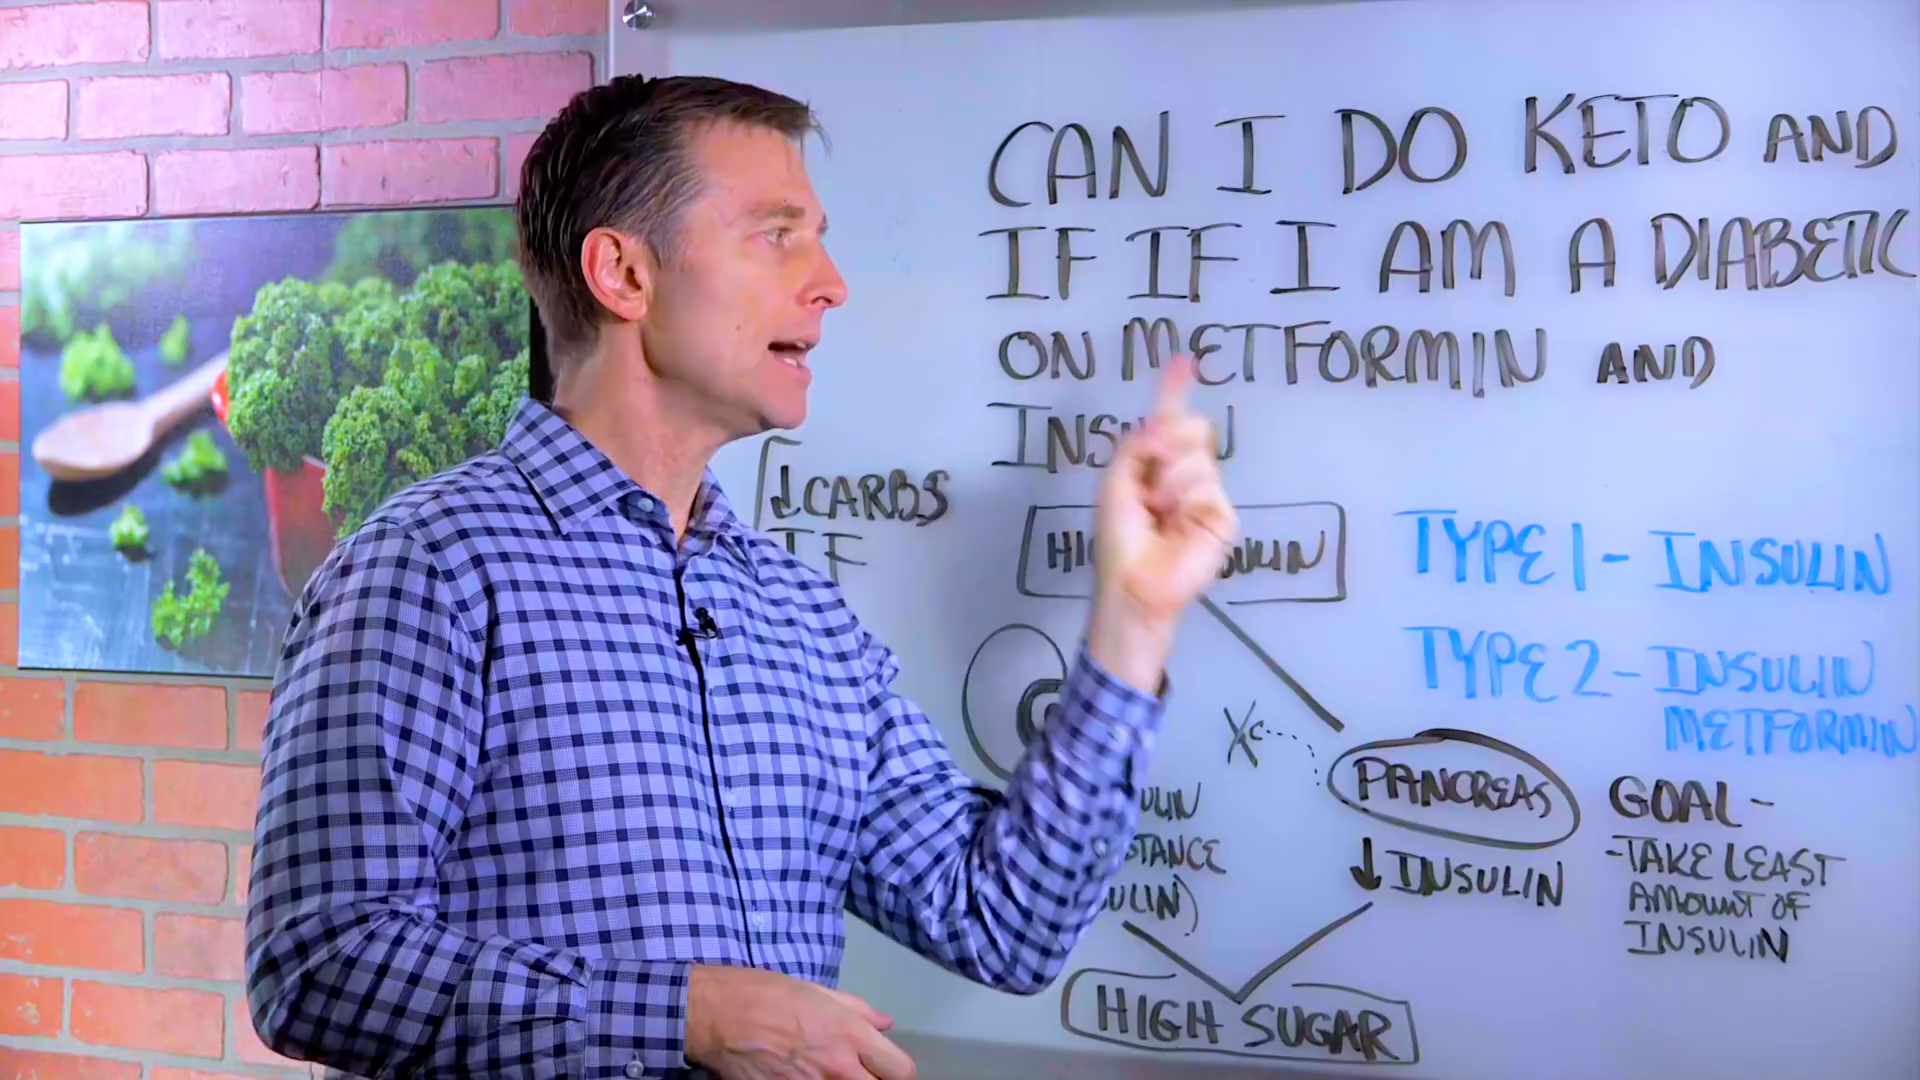 CAN I DO KETO AND
IF IF I AM A DIABETIC
ON METFORMIN AND
↓CARBS
IF
TYPE 1 - INSULIN
TYPE 2 - INSULIN
METFORMIN
PANCREAS
↓ INSULIN
GOAL -
-TAKE LEAST
AMOUNT OF
INSULIN
HIGH SUGAR